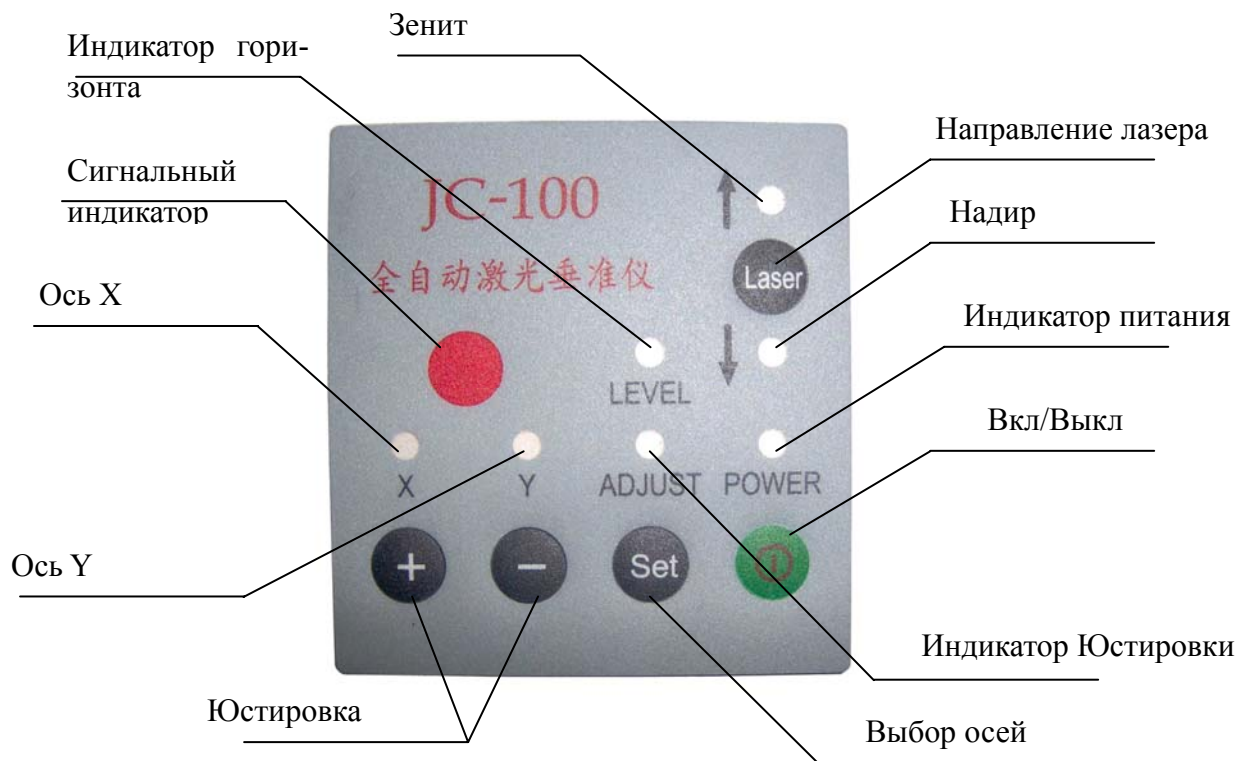 Зенит
Индикатор гори-
зонта
Направление лазера
Сигнальный
индикатор
JC-100
Надир
Laser
全自动激光垂准仪
Ось X
Индикатор питания
LEVEL
Вкл/Выкл
X Y ADJUST POWER
Ось Y
+ − Set
Индикатор Юстировки
Юстировка
Выбор осей